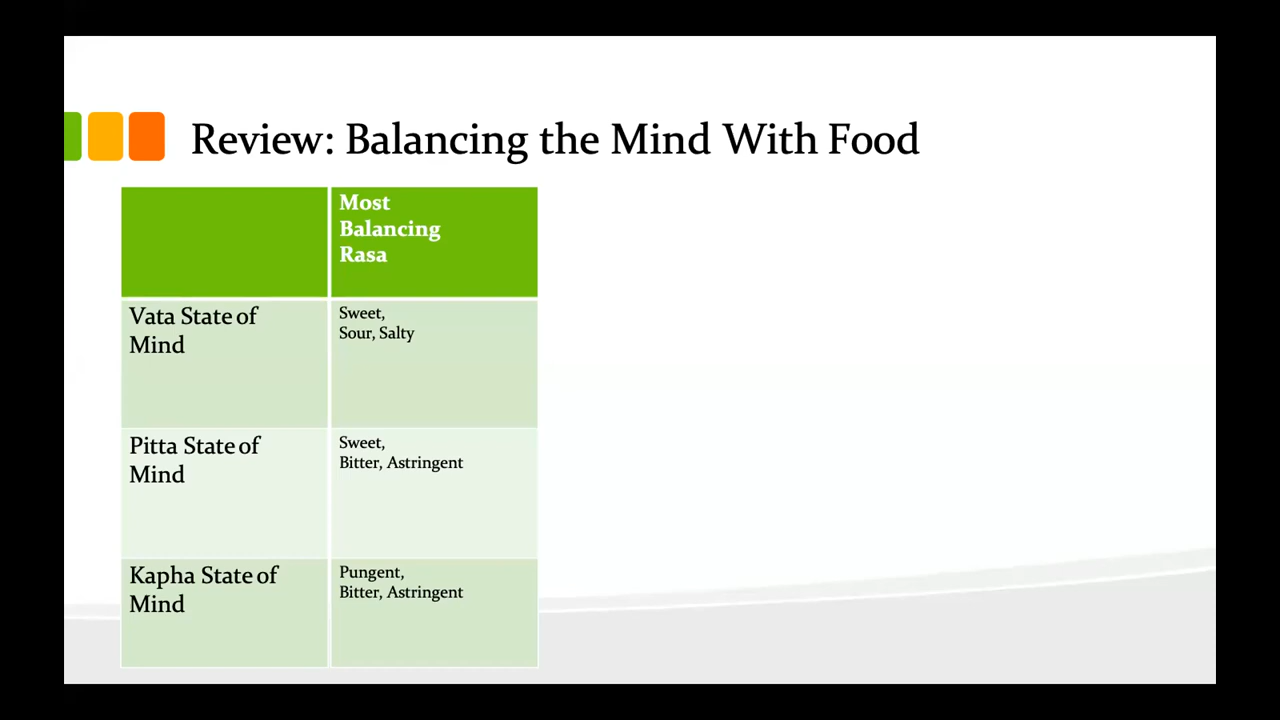 Review: Balancing the Mind With Food
Most
Balancing
Rasa
Vata State of
Mind
Sweet,
Sour, Salty
Pitta State of
Mind
Sweet,
Bitter, Astringent
Kapha State of
Mind
Pungent,
Bitter, Astringent